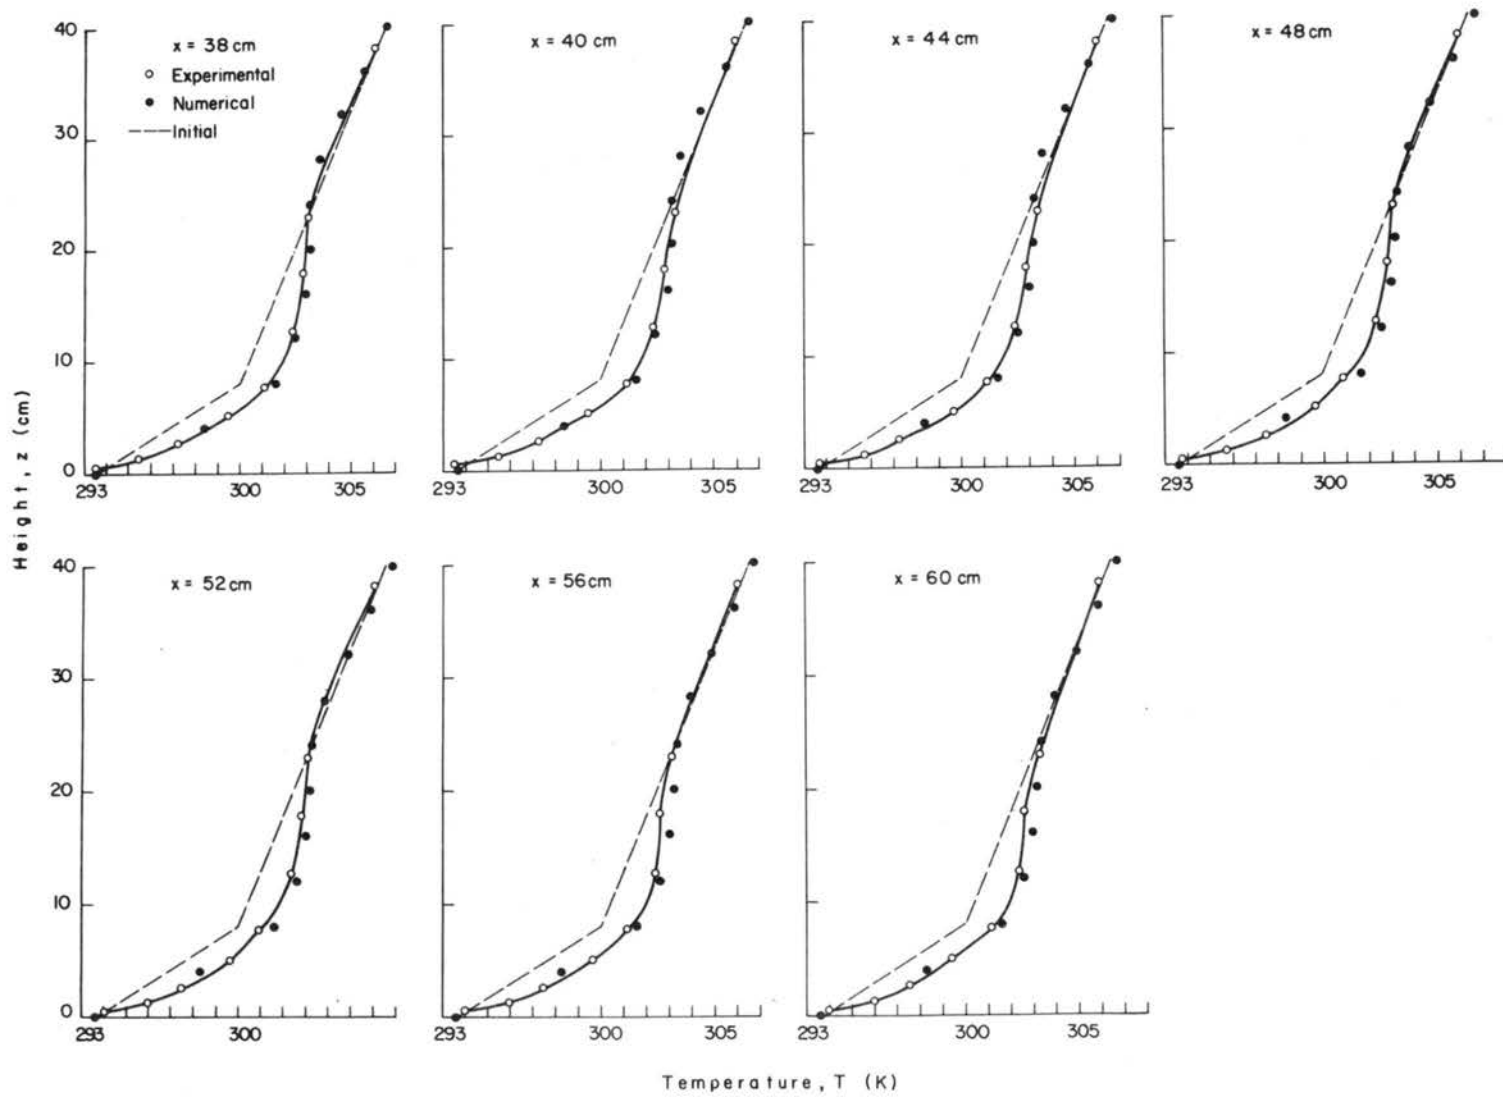 40
x = 38 cm
x = 40 cm
x = 44 cm
x = 48 cm
Experimental
Numerical
Initial
30
20
10
0
293
300
305
293
300
305
293
300
305
293
300
305
Height, z (cm)
40
x = 52 cm
x = 56 cm
x = 60 cm
30
20
10
0
293
300
305
293
300
305
293
300
305
Temperature, T (K)